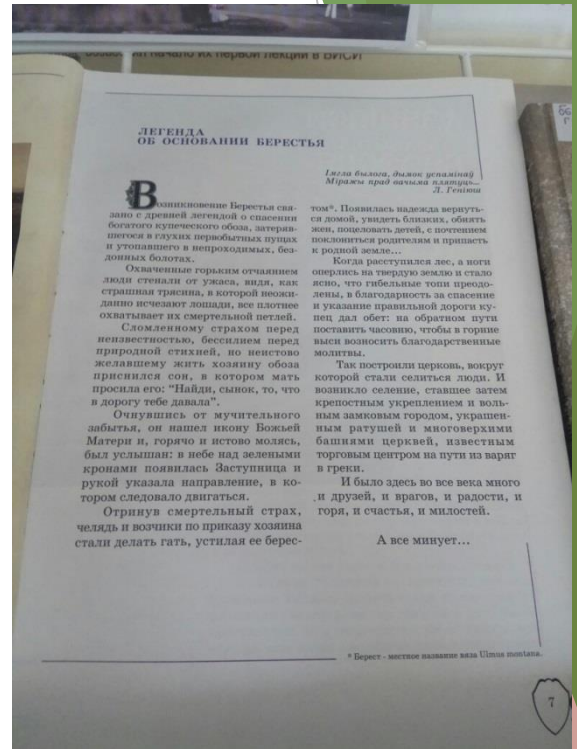 начало их первой лекции в БИСИ
ЛЕГЕНДА
ОБ ОСНОВАНИИ БЕРЕСТЬЯ
Імгла былога, дымок успамінаў
Міражы прад вачыма плятуць...
Л. Геніюш
Возникновение Берестья свя-
зано с древней легендой о спасении
богатого купеческого обоза, затеряв-
шегося в глухих первобытных пущах
и утопавшего в непроходимых, без-
донных болотах.
Охваченные горьким отчаянием
люди стенали от ужаса, видя, как
страшная трясина, в которой неожи-
данно исчезают лошади, все плотнее
охватывает их смертельной петлей.
Сломленному страхом перед
неизвестностью, бессилием перед
природной стихией, но неистово
желавшему жить хозяину обоза
приснился сон, в котором мать
просила его: "Найди, сынок, то, что
в дорогу тебе давала".
Очнувшись от мучительного
забытья, он нашел икону Божьей
Матери и, горячо и истово молясь,
был услышан: в небе над зелеными
кронами появилась Заступница и
рукой указала направление, в ко-
тором следовало двигаться.
Отринув смертельный страх,
челядь и возчики по приказу хозяина
стали делать гать, устилая ее берес-
том*. Появилась надежда вернуть-
ся домой, увидеть близких, обнять
жен, поцеловать детей, с почтением
поклониться родителям и припасть
к родной земле...
Когда расступился лес, а ноги
оперлись на твердую землю и стало
ясно, что гибельные топи преодо-
лены, в благодарность за спасение
и указание правильной дороги ку-
пец дал обет: на обратном пути
поставить часовню, чтобы в горние
выси возносить благодарственные
молитвы.
Так построили церковь, вокруг
которой стали селиться люди. И
возникло селение, ставшее затем
крепостным укреплением и воль-
ным замковым городом, украшен-
ным ратушей и многоверхими
башнями церквей, известным
торговым центром на пути из варяг
в греки.
И было здесь во все века много
и друзей, и врагов, и радости, и
горя, и счастья, и милостей.
А все минует...
* Берест - местное название вяза Ulmus montana.
7